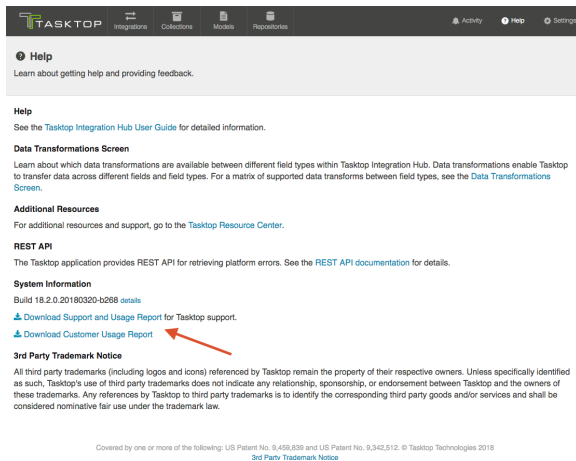 TASKTOP
Integrations
Collections
Models
Repositories
Activity
Help
Settings
Help
Learn about getting help and providing feedback.
Help
See the Tasktop Integration Hub User Guide for detailed information.
Data Transformations Screen
Learn about which data transformations are available between different field types within Tasktop Integration Hub. Data transformations enable Tasktop
to transfer data across different fields and field types. For a matrix of supported data transforms between field types, see the Data Transformations
Screen.
Additional Resources
For additional resources and support, go to the Tasktop Resource Center.
REST API
The Tasktop application provides REST API for retrieving platform errors. See the REST API documentation for details.
System Information
Build 18.2.0.20180320-b268 details
Download Support and Usage Report for Tasktop support.
Download Customer Usage Report
3rd Party Trademark Notice
All third party trademarks (including logos and icons) referenced by Tasktop remain the property of their respective owners. Unless specifically identified
as such, Tasktop's use of third party trademarks does not indicate any relationship, sponsorship, or endorsement between Tasktop and the owners of
these trademarks. Any references by Tasktop to third party trademarks is to identify the corresponding third party goods and/or services and shall be
considered nominative fair use under the trademark law.
Covered by one or more of the following: US Patent No. 9,459,839 and US Patent No. 9,342,512. © Tasktop Technologies 2018
3rd Party Trademark Notice